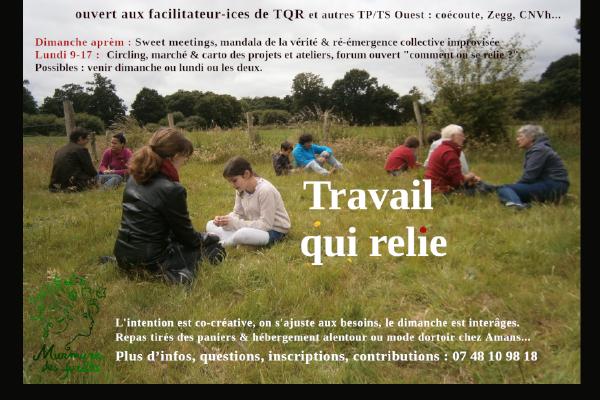 ouvert aux facilitateur-ices de TQR et autres TP/TS Ouest : coécoute, Zegg, CNVh...
Dimanche aprèm : Sweet meetings, mandala de la vérité & ré-émergence collective improvisée
Lundi 9-17 : Circling, marché & carto des projets et ateliers, forum ouvert "comment on se relie ?".
Possibles : venir dimanche ou lundi ou les deux.
Travail
qui relie
L'intention est co-créative, on s'ajuste aux besoins, le dimanche est interâges.
Repas tirés des paniers & hébergement alentour ou mode dortoir chez Amans...
Plus d'infos, questions, inscriptions, contributions : 07 48 10 98 18
Murmure
des forêts